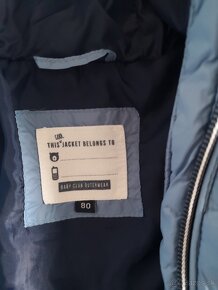 THIS JACKET BELONGS TO
BABY CLUB OUTERWEAR
80